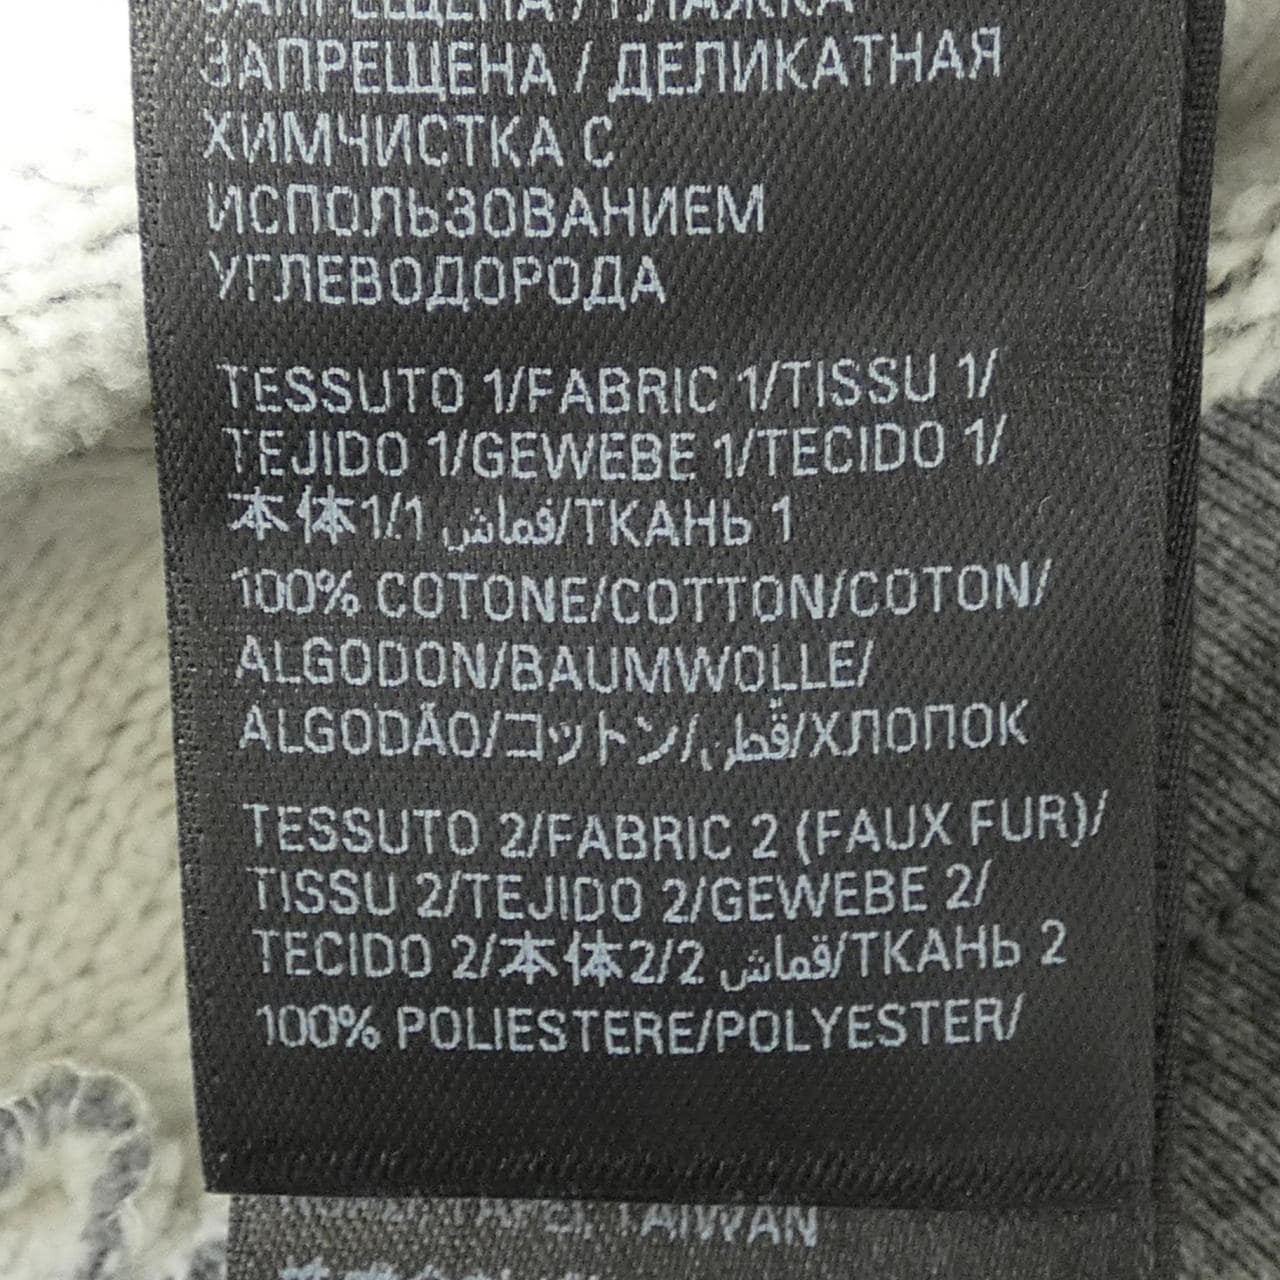 ЗАПРЕЩЕНА / ГЛАЖКА
ЗАПРЕЩЕНА / ДЕЛИКАТНАЯ
ХИМЧИСТКА С
ИСПОЛЬЗОВАНИЕМ
УГЛЕВОДОРОДА
TESSUTO 1/FABRIC 1/TISSU 1/
TEJIDO 1/GEWEBE 1/TECIDO 1/
本体1/1 قماش/ТКАНЬ 1
100% COTONE/COTTON/COTON/
ALGODON/BAUMWOLLE/
ALGODÃO/コットン/قطن/ХЛОПОК
TESSUTO 2/FABRIC 2 (FAUX FUR)/
TISSU 2/TEJIDO 2/GEWEBE 2/
TECIDO 2/本体2/2 قماش/ТКАНЬ 2
100% POLIESTERE/POLYESTER/
TAIWAN